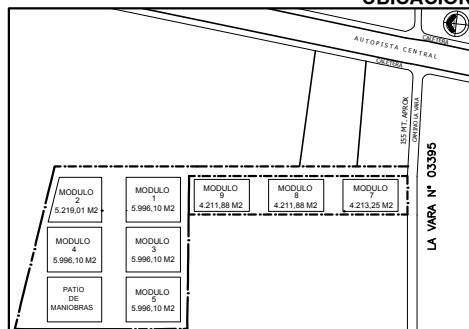 UBICACION
AUTOPISTA CENTRAL
CALETERA
CALETERA
155 MT. APROX
CAMINO LA VARA
LA VARA N° 03395
MODULO
2
5.219,01 M2
MODULO
1
5.996,10 M2
MODULO
9
4.211,88 M2
MODULO
8
4.211,88 M2
MODULO
7
4.213,25 M2
MODULO
4
5.996,10 M2
MODULO
3
5.996,10 M2
PATIO
DE
MANIOBRAS
MODULO
5
5.996,10 M2